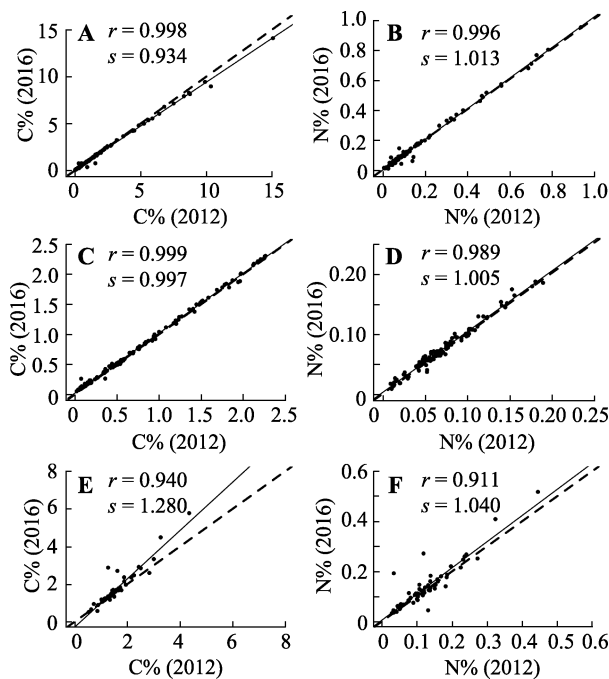 A
r = 0.998
s = 0.934
15
10
5
0
C% (2016)
0 5 10 15
C% (2012)
B
r = 0.996
s = 1.013
1.0
0.8
0.6
0.4
0.2
0
N% (2016)
0 0.2 0.4 0.6 0.8 1.0
N% (2012)
C
r = 0.999
s = 0.997
2.5
2.0
1.5
1.0
0.5
0
C% (2016)
0 0.5 1.0 1.5 2.0 2.5
C% (2012)
D
r = 0.989
s = 1.005
0.20
0.10
0
N% (2016)
0 0.05 0.10 0.15 0.20 0.25
N% (2012)
E
r = 0.940
s = 1.280
8
6
4
2
0
C% (2016)
0 2 4 6 8
C% (2012)
F
r = 0.911
s = 1.040
0.6
0.4
0.2
0
N% (2016)
0 0.1 0.2 0.3 0.4 0.5 0.6
N% (2012)